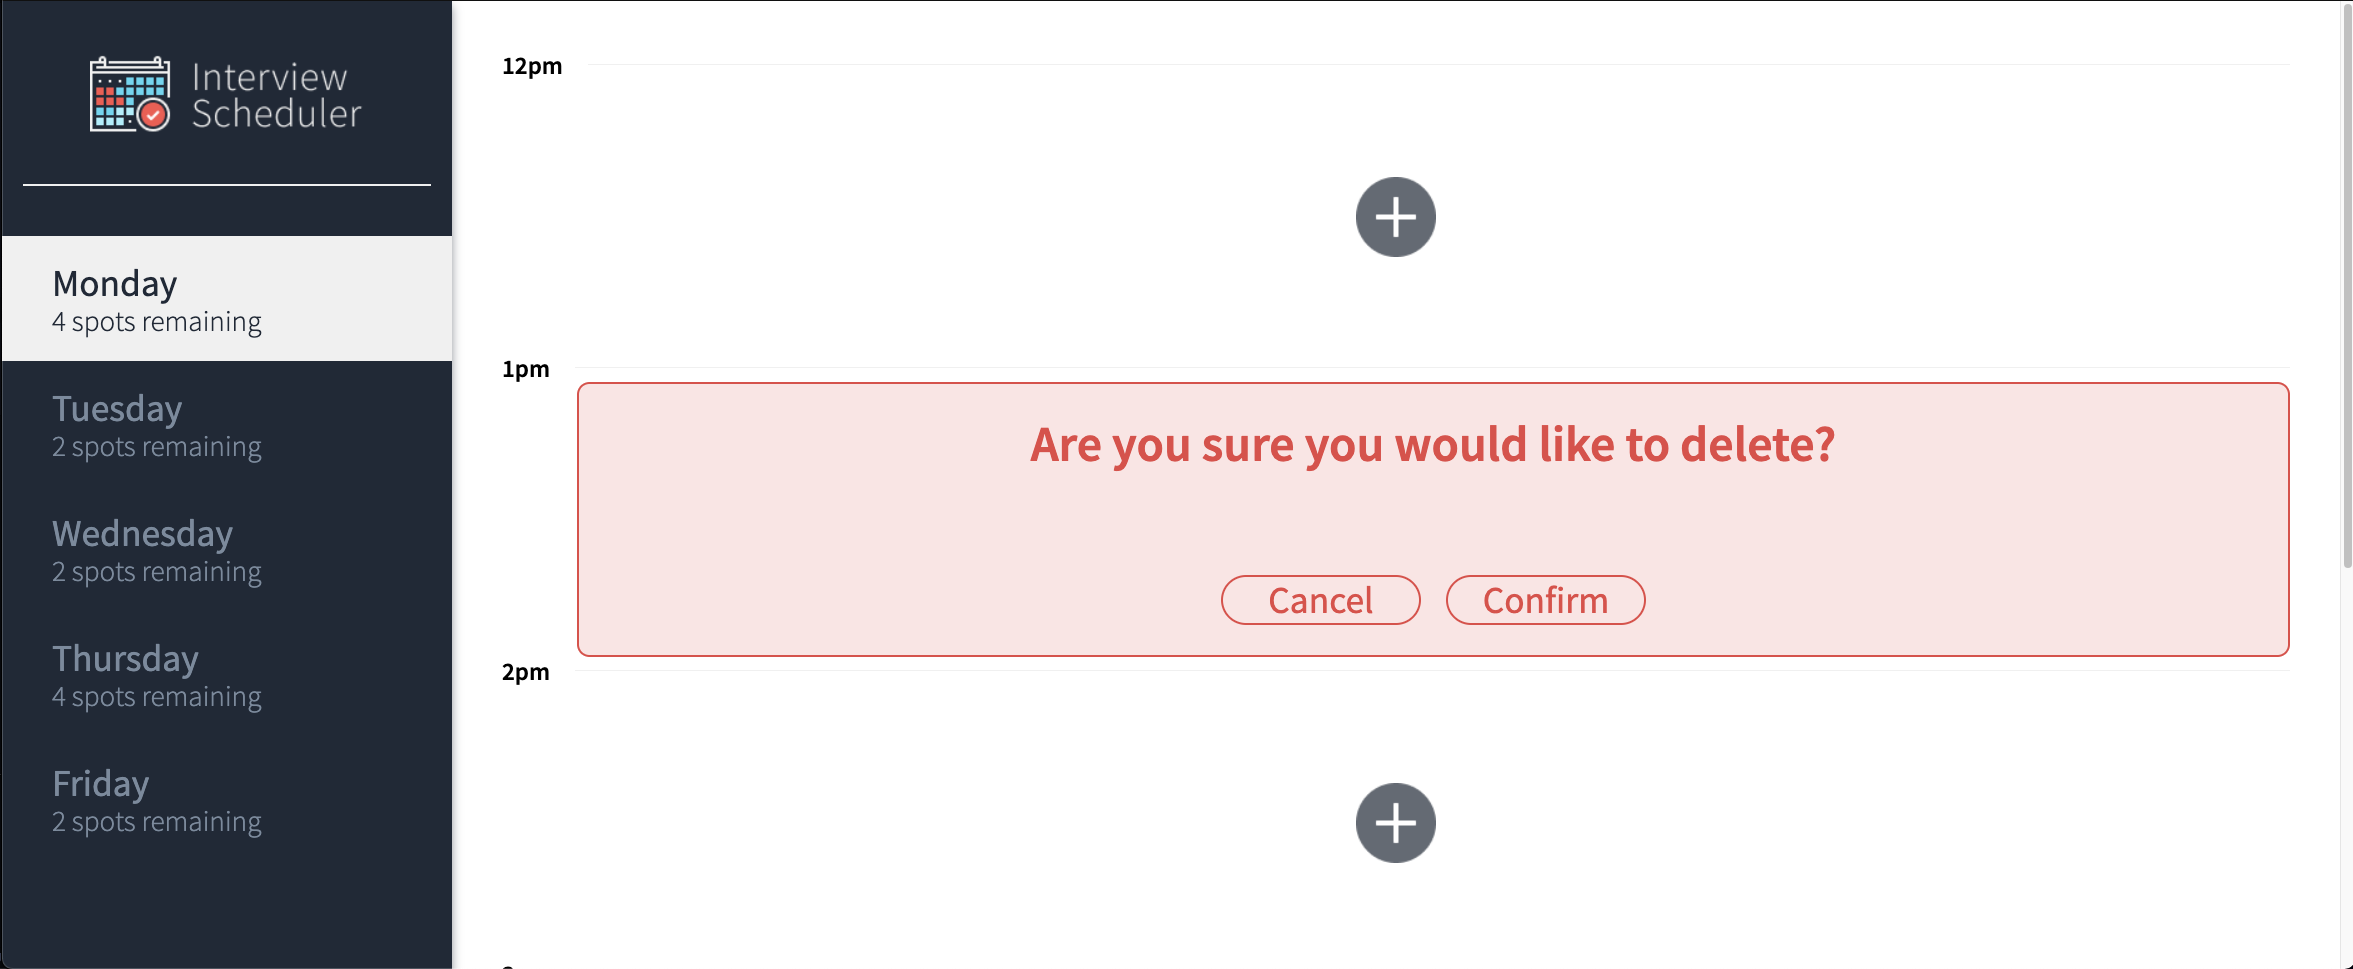 Interview
Scheduler
Monday
4 spots remaining
Tuesday
2 spots remaining
Wednesday
2 spots remaining
Thursday
4 spots remaining
Friday
2 spots remaining
12pm
1pm
Are you sure you would like to delete?
Cancel
Confirm
2pm